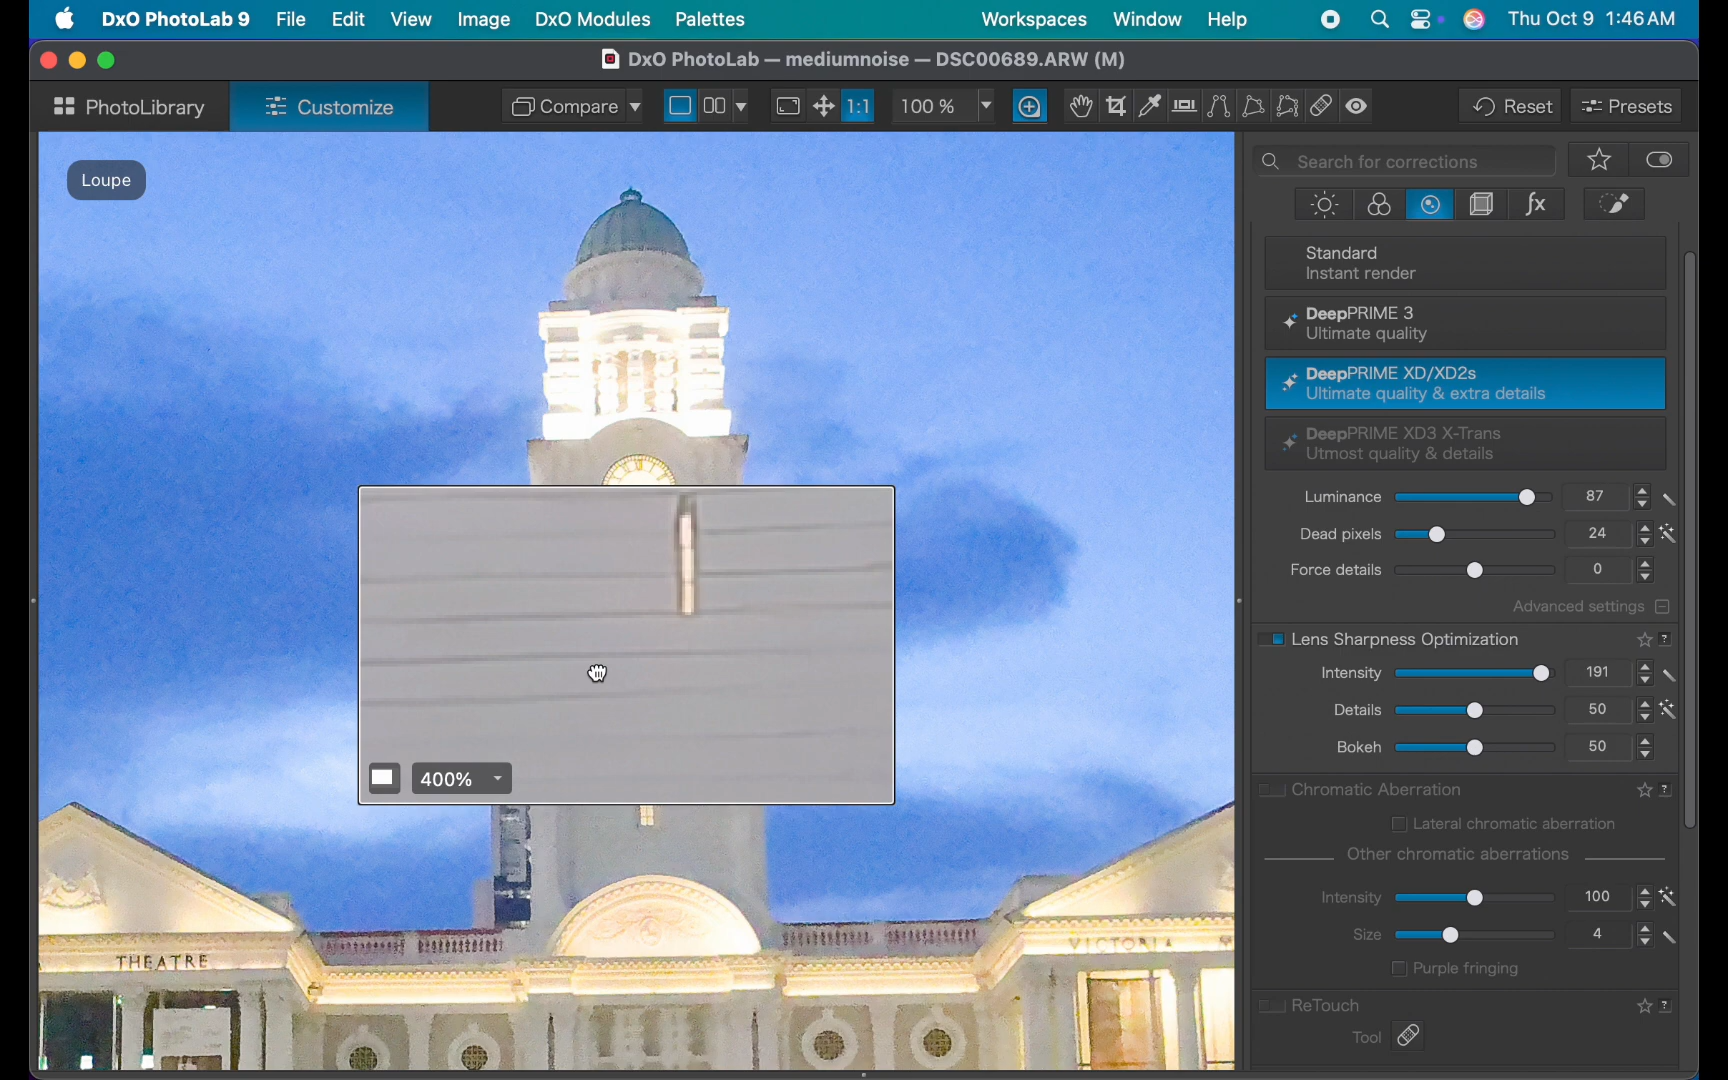 DxO PhotoLab 9 File Edit View Image DxO Modules Palettes Workspaces Window Help Thu Oct 9 1:46 AM
DxO PhotoLab — mediumnoise — DSC00689.ARW (M)
PhotoLibrary Customize Compare 1:1 100 % Reset Presets
Loupe
Search for corrections
fx
Standard
Instant render
DeepPRIME 3
Ultimate quality
DeepPRIME XD/XD2s
Ultimate quality & extra details
DeepPRIME XD3 X-Trans
Utmost quality & details
Luminance 87
Dead pixels 24
Force details 0
Advanced settings
Lens Sharpness Optimization ?
Intensity 191
Details 50
Bokeh 50
400%
Chromatic Aberration ?
Lateral chromatic aberration
Other chromatic aberrations
Intensity 100
Size 4
Purple fringing
THEATRE
VICTORIA
ReTouch ?
Tool